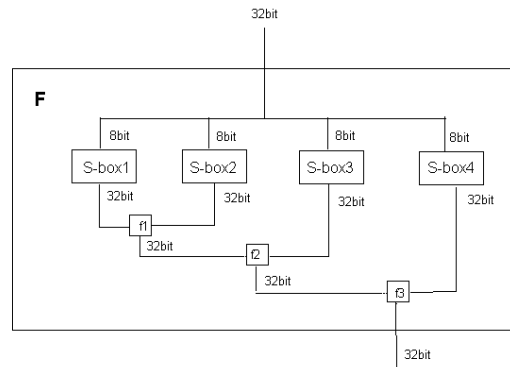 32bit
F
8bit 8bit 8bit 8bit
S-box1 S-box2 S-box3 S-box4
32bit 32bit 32bit 32bit
f1
32bit
f2
32bit
f3
32bit